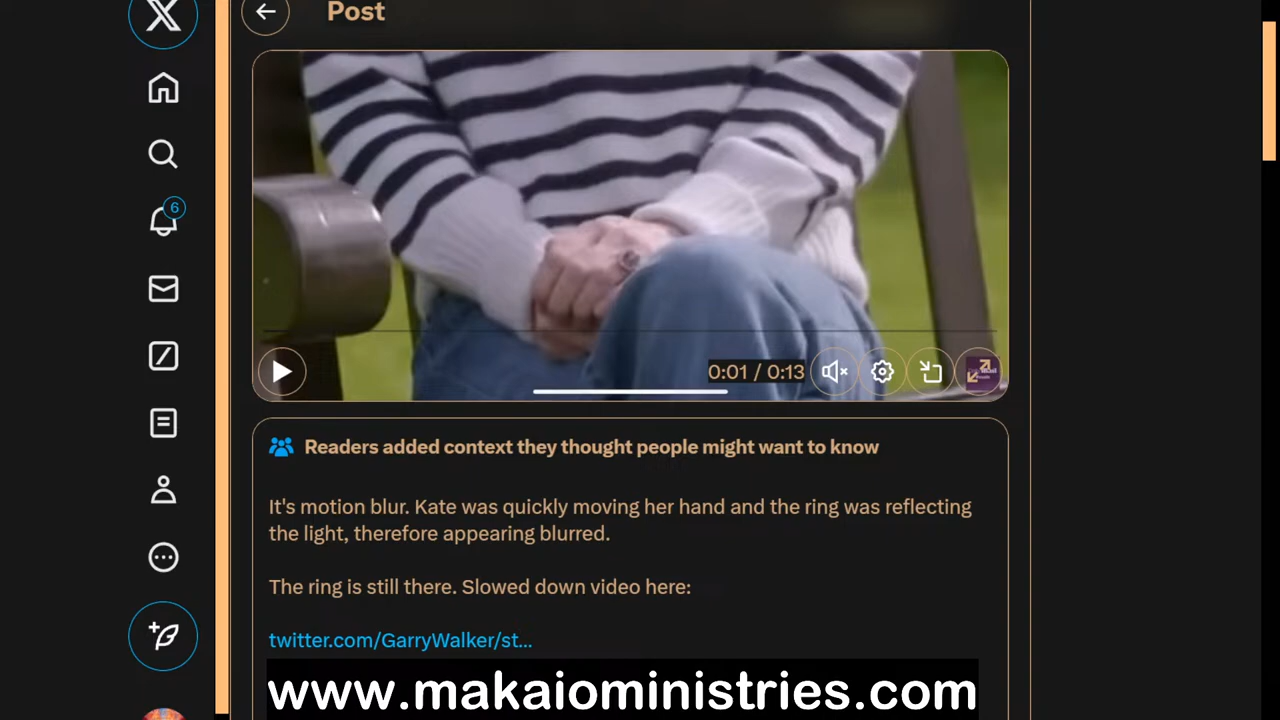 Post
6
0:01 / 0:13
Readers added context they thought people might want to know
It's motion blur. Kate was quickly moving her hand and the ring was reflecting
the light, therefore appearing blurred.
The ring is still there. Slowed down video here:
twitter.com/GarryWalker/st...
www.makaiominstries.com